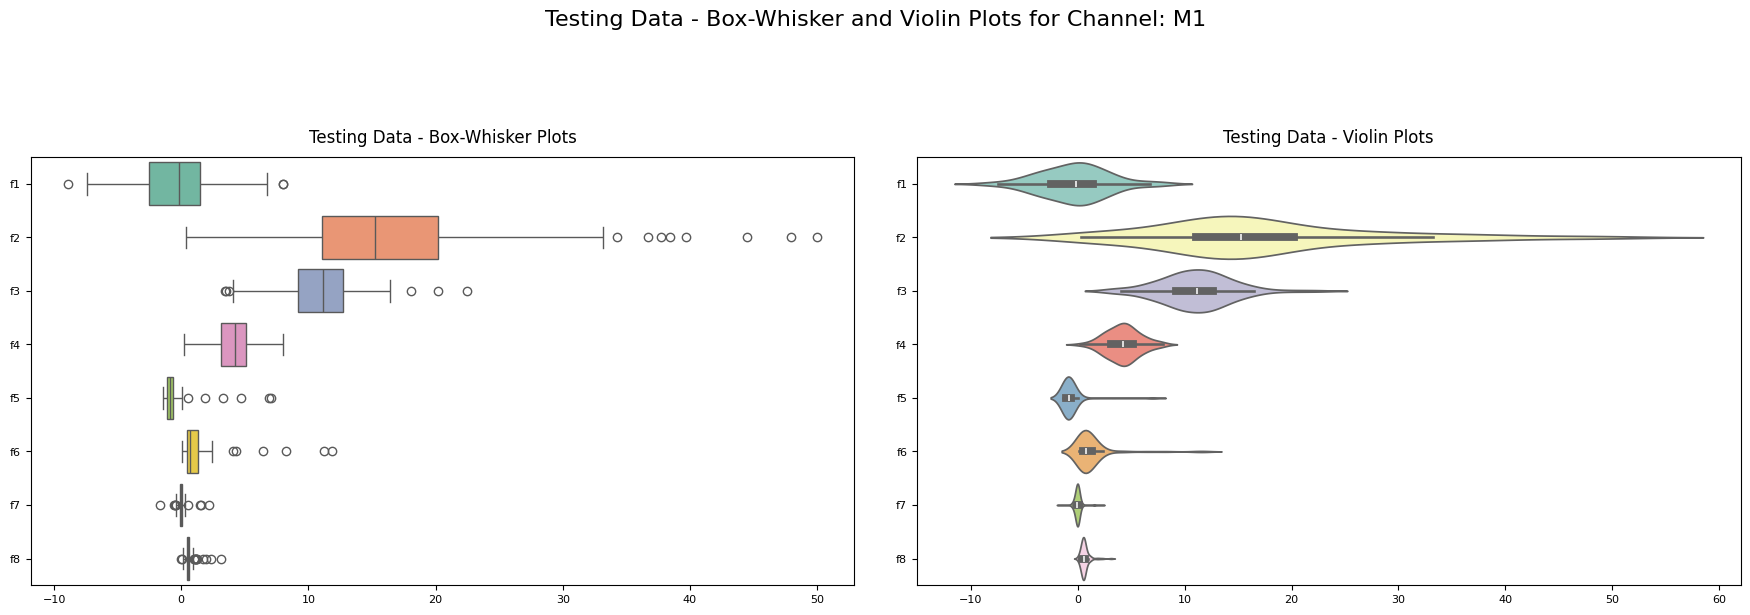 Testing Data - Box-Whisker and Violin Plots for Channel: M1
Testing Data - Box-Whisker Plots
f1
f2
f3
f4
f5
f6
f7
f8
−10 0 10 20 30 40 50
Testing Data - Violin Plots
f1
f2
f3
f4
f5
f6
f7
f8
−10 0 10 20 30 40 50 60